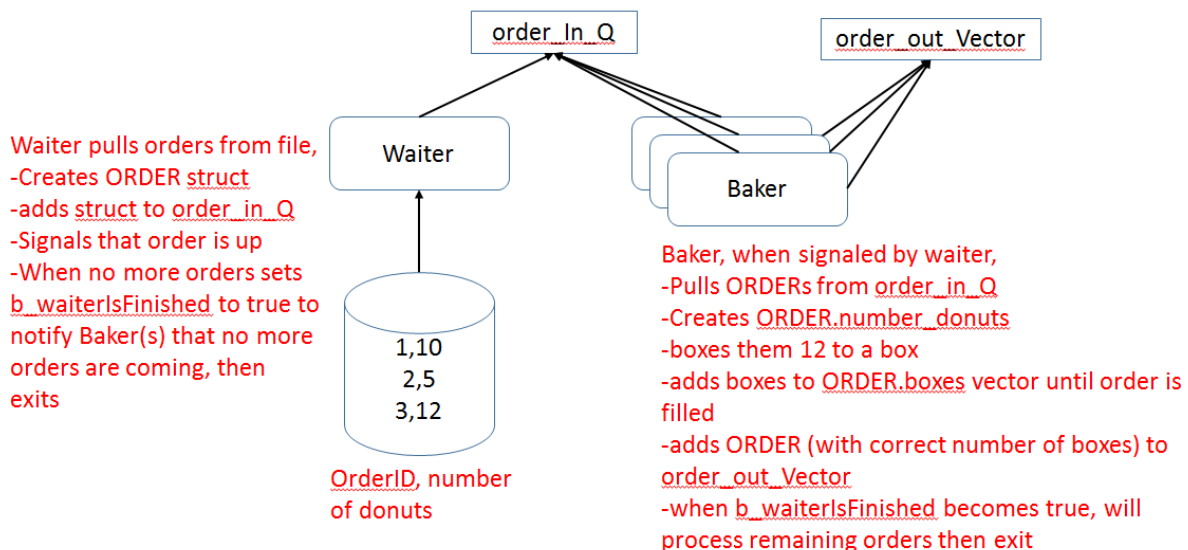 order_In_Q
order_out_Vector
Waiter pulls orders from file,
-Creates ORDER struct
-adds struct to order_in_Q
-Signals that order is up
-When no more orders sets
b_waiterIsFinished to true to
notify Baker(s) that no more
orders are coming, then
exits
Waiter
1,10
2,5
3,12
OrderID, number
of donuts
Baker
Baker, when signaled by waiter,
-Pulls ORDERs from order_in_Q
-Creates ORDER.number_donuts
-boxes them 12 to a box
-adds boxes to ORDER.boxes vector until order is
filled
-adds ORDER (with correct number of boxes) to
order_out_Vector
-when b_waiterIsFinished becomes true, will
process remaining orders then exit